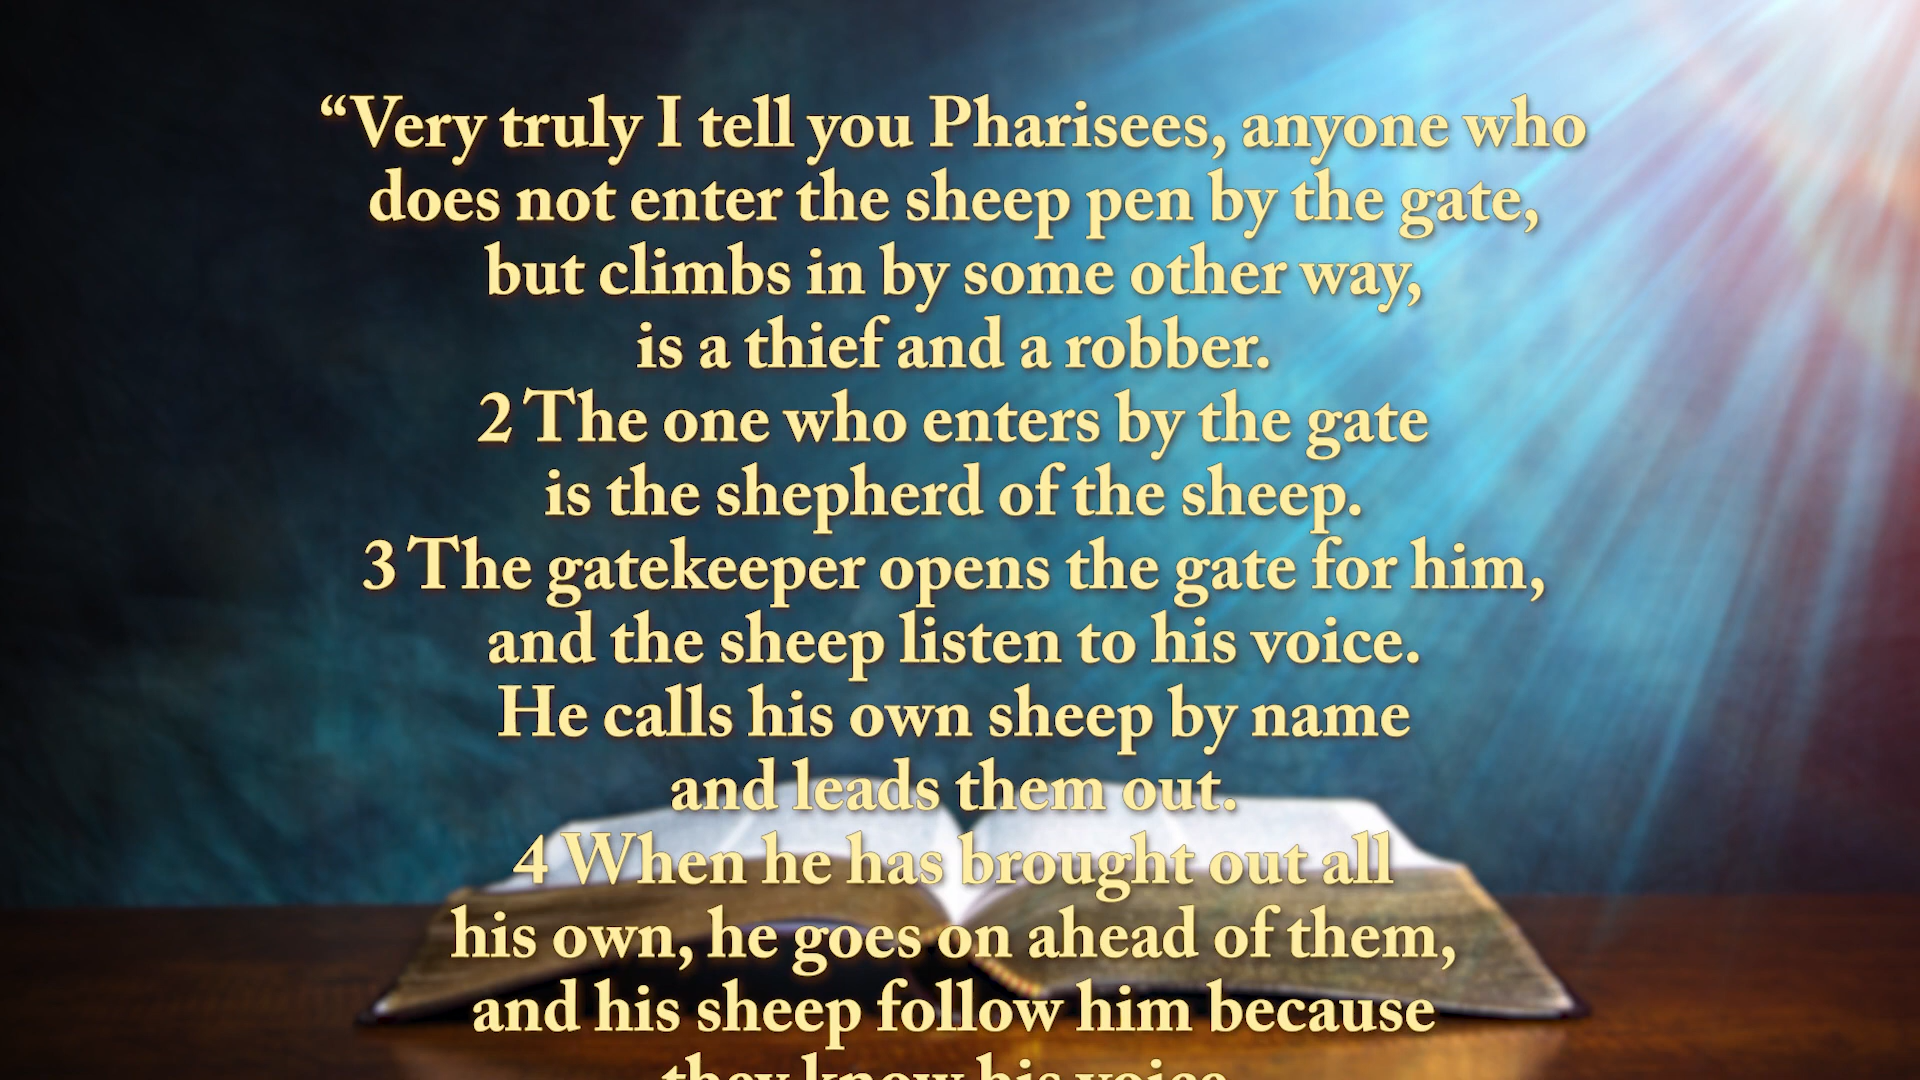 “Very truly I tell you Pharisees, anyone who
does not enter the sheep pen by the gate,
but climbs in by some other way,
is a thief and a robber.
2 The one who enters by the gate
is the shepherd of the sheep.
3 The gatekeeper opens the gate for him,
and the sheep listen to his voice.
He calls his own sheep by name
and leads them out.
4 When he has brought out all
his own, he goes on ahead of them,
and his sheep follow him because
they know his voice.